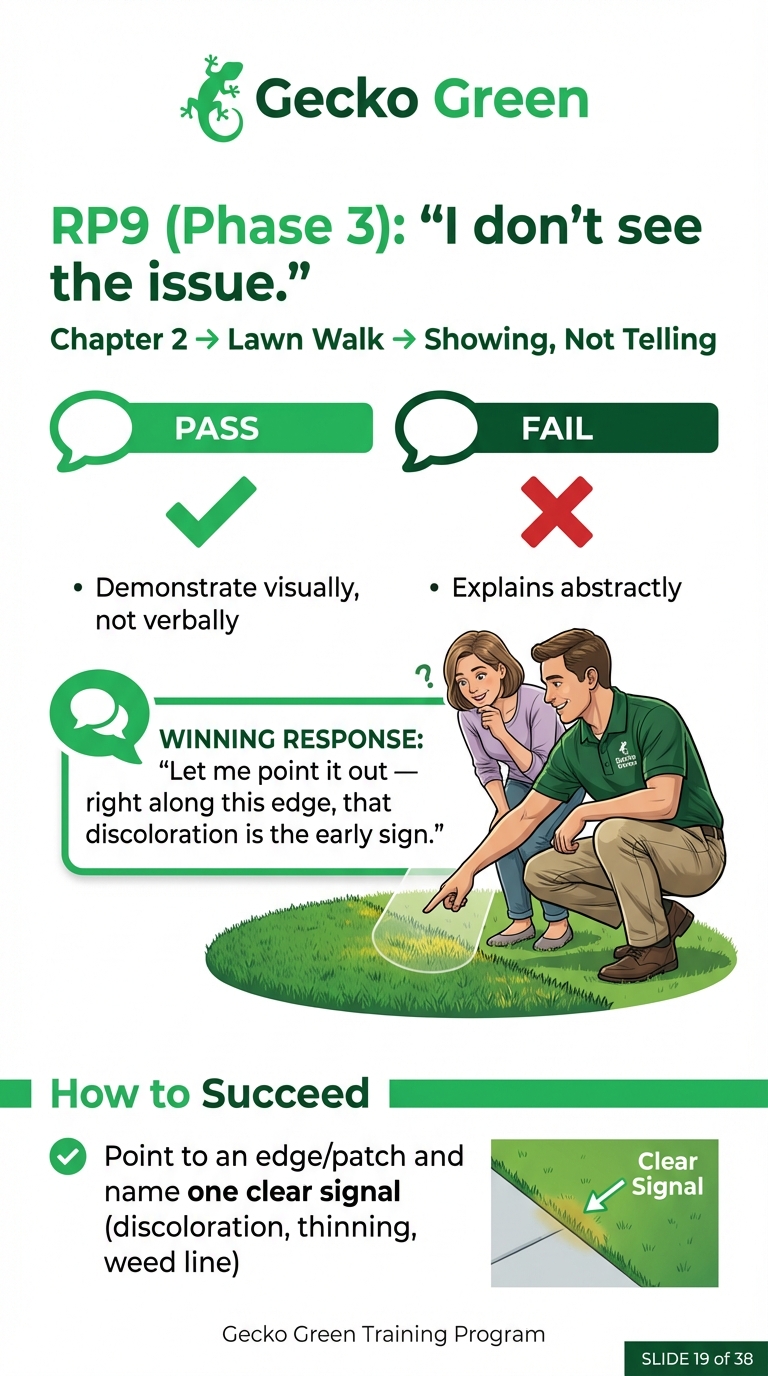 Gecko Green
RP9 (Phase 3): “I don’t see
the issue.”
Chapter 2 → Lawn Walk → Showing, Not Telling
PASS
FAIL
• Demonstrate visually,
not verbally
• Explains abstractly
?
WINNING RESPONSE:
“Let me point it out —
right along this edge, that
discoloration is the early sign.”
How to Succeed
Point to an edge/patch and
name one clear signal
(discoloration, thinning,
weed line)
Clear
Signal
Gecko Green Training Program
SLIDE 19 of 38